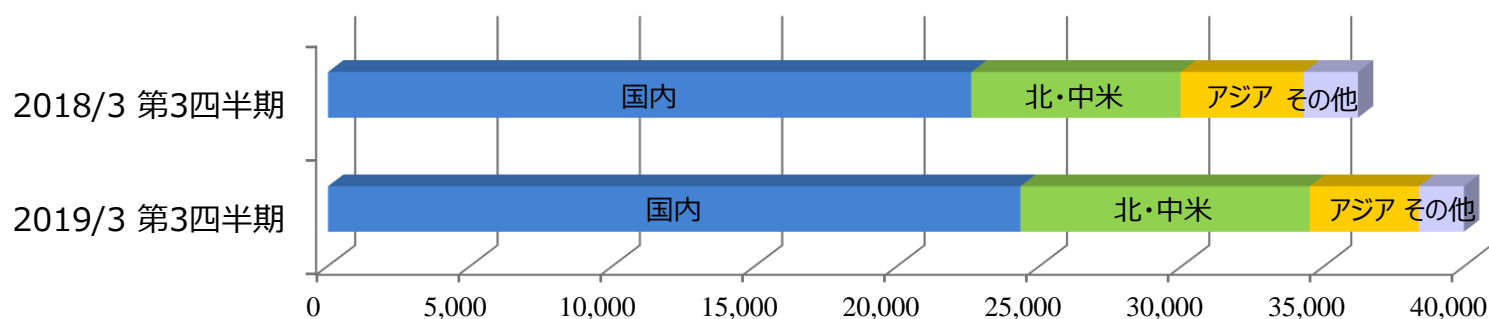 2018/3 第3四半期
国内 北・中米 アジア その他
2019/3 第3四半期
国内 北・中米 アジア その他
0 5,000 10,000 15,000 20,000 25,000 30,000 35,000 40,000